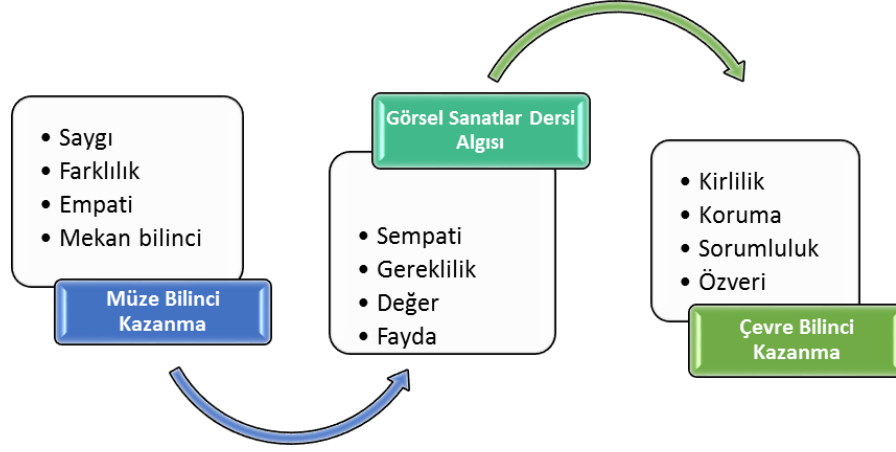 • Saygı
• Farklılık
• Empati
• Mekan bilinci
Müze Bilinci
Kazanma
Görsel Sanatlar Dersi
Algısı
• Sempati
• Gereklilik
• Değer
• Fayda
• Kirlilik
• Koruma
• Sorumluluk
• Özveri
Çevre Bilinci
Kazanma